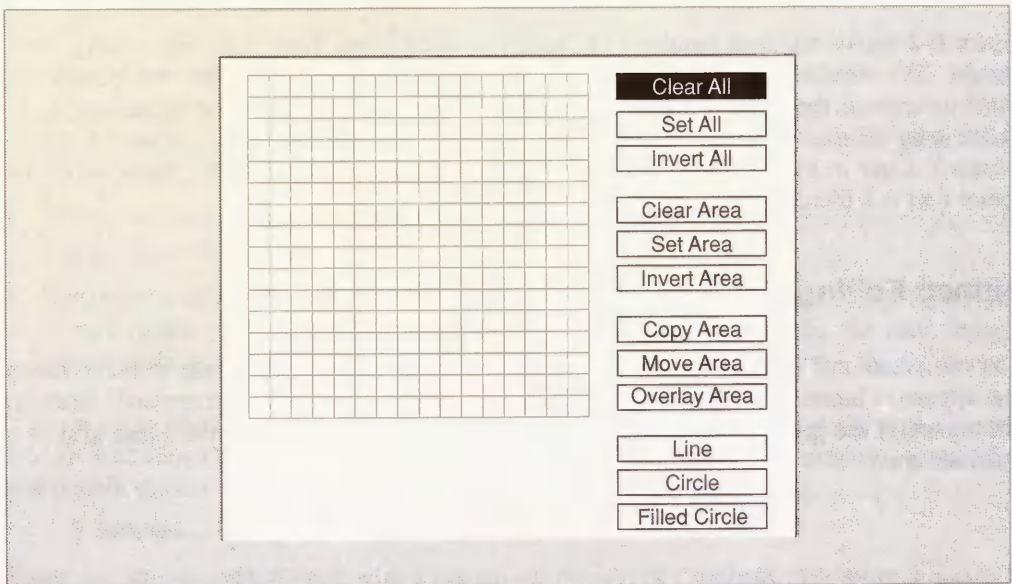 Clear All
Set All
Invert All
Clear Area
Set Area
Invert Area
Copy Area
Move Area
Overlay Area
Line
Circle
Filled Circle